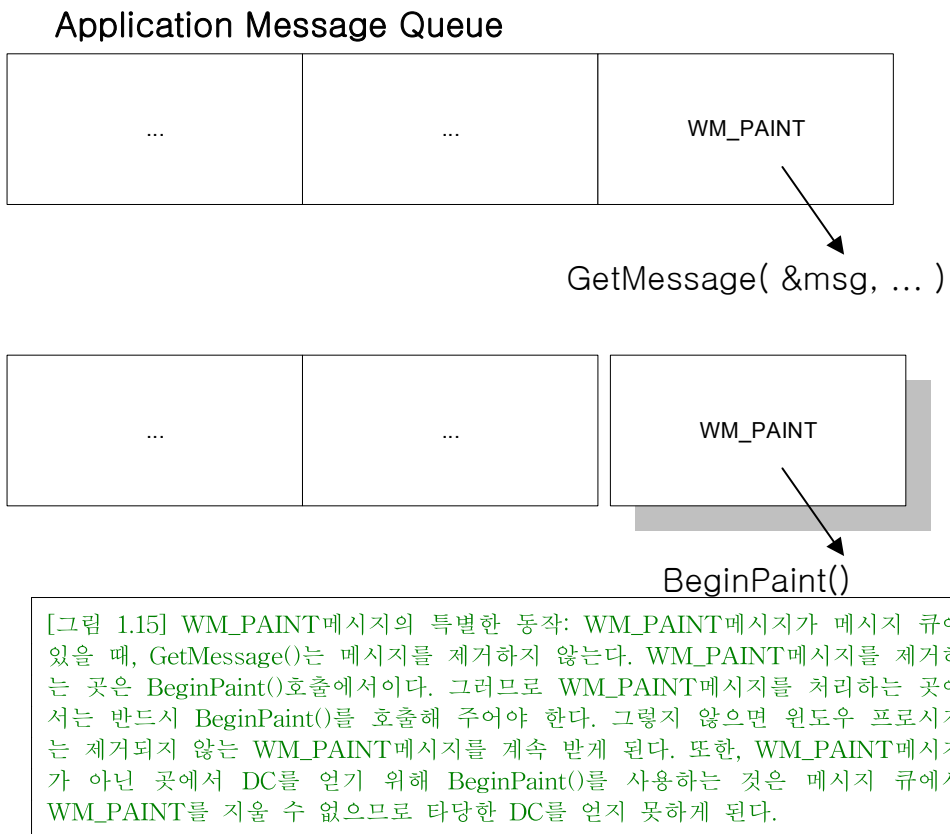 Application Message Queue
... ... WM_PAINT
GetMessage( &msg, ... )
... ... WM_PAINT
BeginPaint()
[그림 1.15] WM_PAINT메시지의 특별한 동작: WM_PAINT메시지가 메시지 큐에
있을 때, GetMessage()는 메시지를 제거하지 않는다. WM_PAINT메시지를 제거하
는 곳은 BeginPaint()호출에서이다. 그러므로 WM_PAINT메시지를 처리하는 곳에
서는 반드시 BeginPaint()를 호출해 주어야 한다. 그렇지 않으면 윈도우 프로시저
는 제거되지 않는 WM_PAINT메시지를 계속 받게 된다. 또한, WM_PAINT메시지
가 아닌 곳에서 DC를 얻기 위해 BeginPaint()를 사용하는 것은 메시지 큐에서
WM_PAINT를 지울 수 없으므로 타당한 DC를 얻지 못하게 된다.